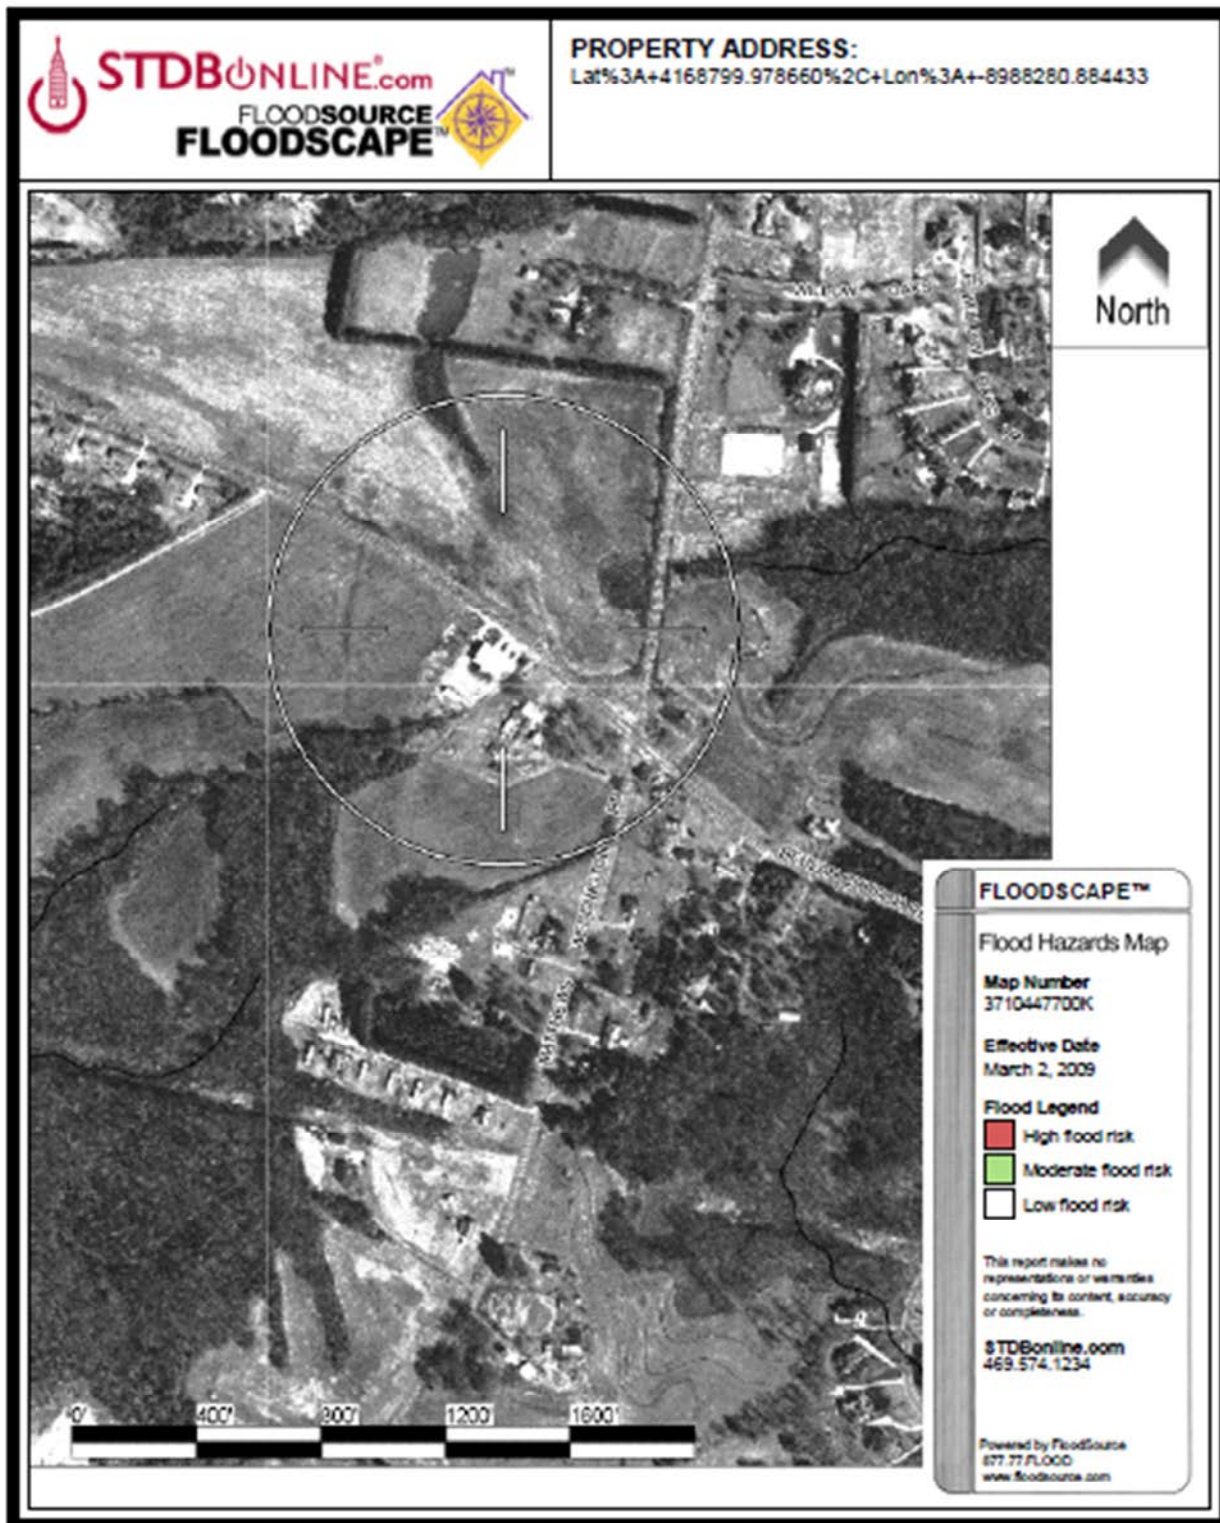 STDBONLINE®.com
FLOODSOURCE
FLOODSCAPE™
PROPERTY ADDRESS:
Lat%3A+4168799.978660%2C+Lon%3A+-8988280.884433
North
FLOODSCAPE™
Flood Hazards Map
Map Number
3710447700K
Effective Date
March 2, 2009
Flood Legend
High flood risk
Moderate flood risk
Low flood risk
This report makes no
representations or warranties
concerning its content, accuracy
or completeness.
STDBonline.com
469.574.1234
Powered by FloodSource
877.77.FLOOD
www.floodsource.com
0' 400' 800' 1200' 1600'